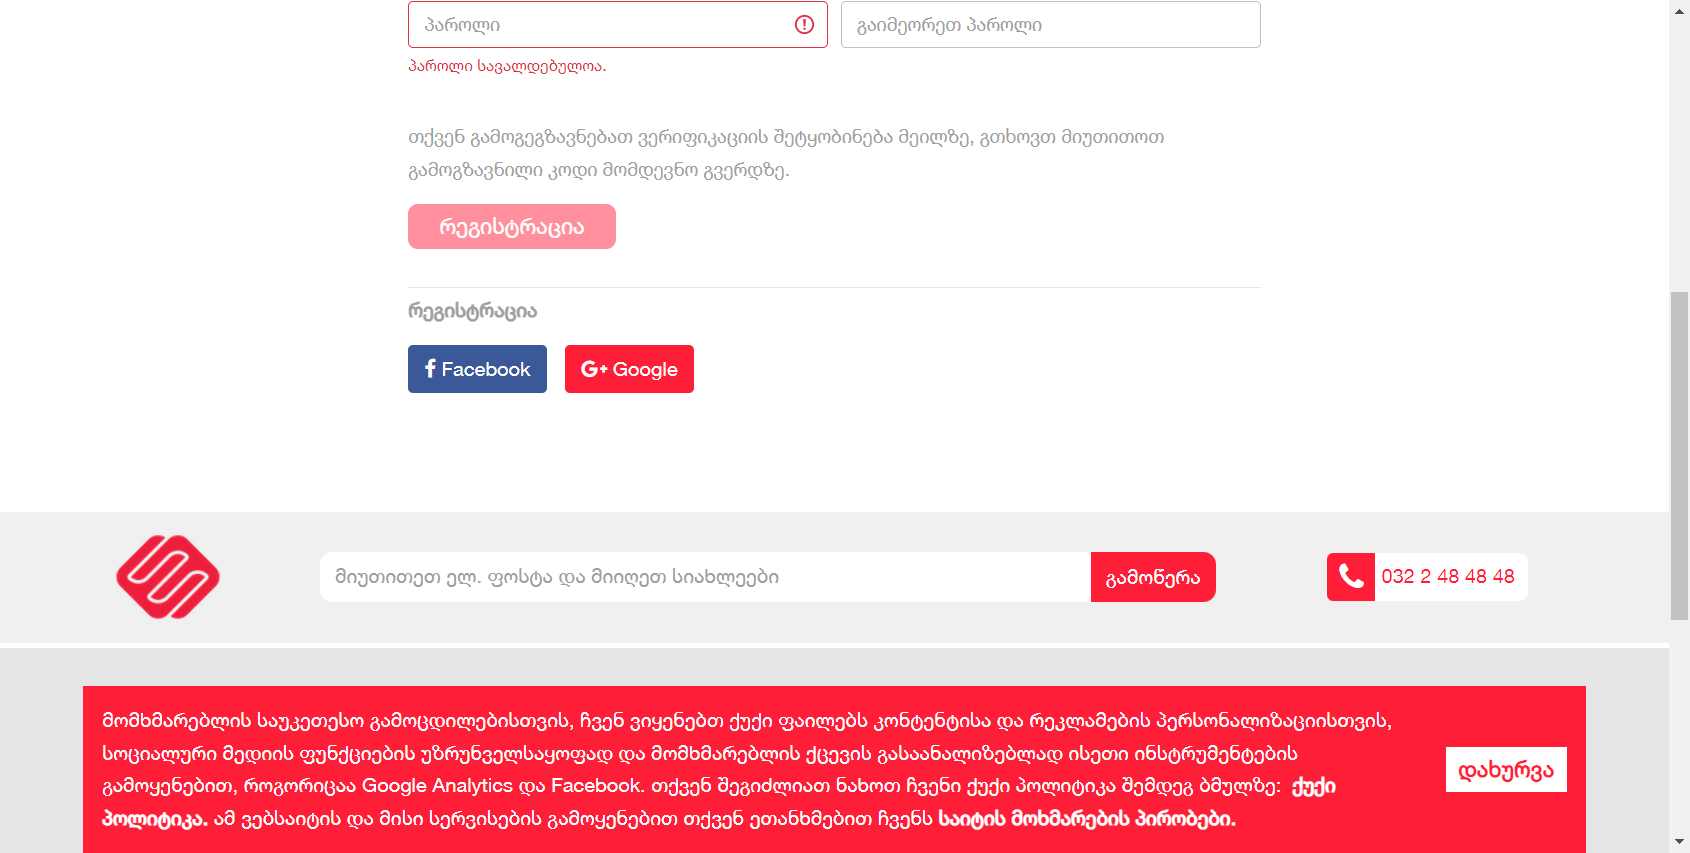 პაროლი
გაიმეორეთ პაროლი
პაროლი სავალდებულოა.
თქვენ გამოგეგზავნებათ ვერიფიკაციის შეტყობინება მეილზე, გთხოვთ მიუთითოთ
გამოგზავნილი კოდი მომდევნო გვერდზე.
რეგისტრაცია
რეგისტრაცია
Facebook
G+ Google
მიუთითეთ ელ. ფოსტა და მიიღეთ სიახლეები
გამოწერა
032 2 48 48 48
მომხმარებლის საუკეთესო გამოცდილებისთვის, ჩვენ ვიყენებთ ქუქი ფაილებს კონტენტისა და რეკლამების პერსონალიზაციისთვის,
სოციალური მედიის ფუნქციების უზრუნველსაყოფად და მომხმარებლის ქცევის გასაანალიზებლად ისეთი ინსტრუმენტების
გამოყენებით, როგორიცაა Google Analytics და Facebook. თქვენ შეგიძლიათ ნახოთ ჩვენი ქუქი პოლიტიკა შემდეგ ბმულზე: ქუქი
პოლიტიკა. ამ ვებსაიტის და მისი სერვისების გამოყენებით თქვენ ეთანხმებით ჩვენს საიტის მოხმარების პირობები.
დახურვა